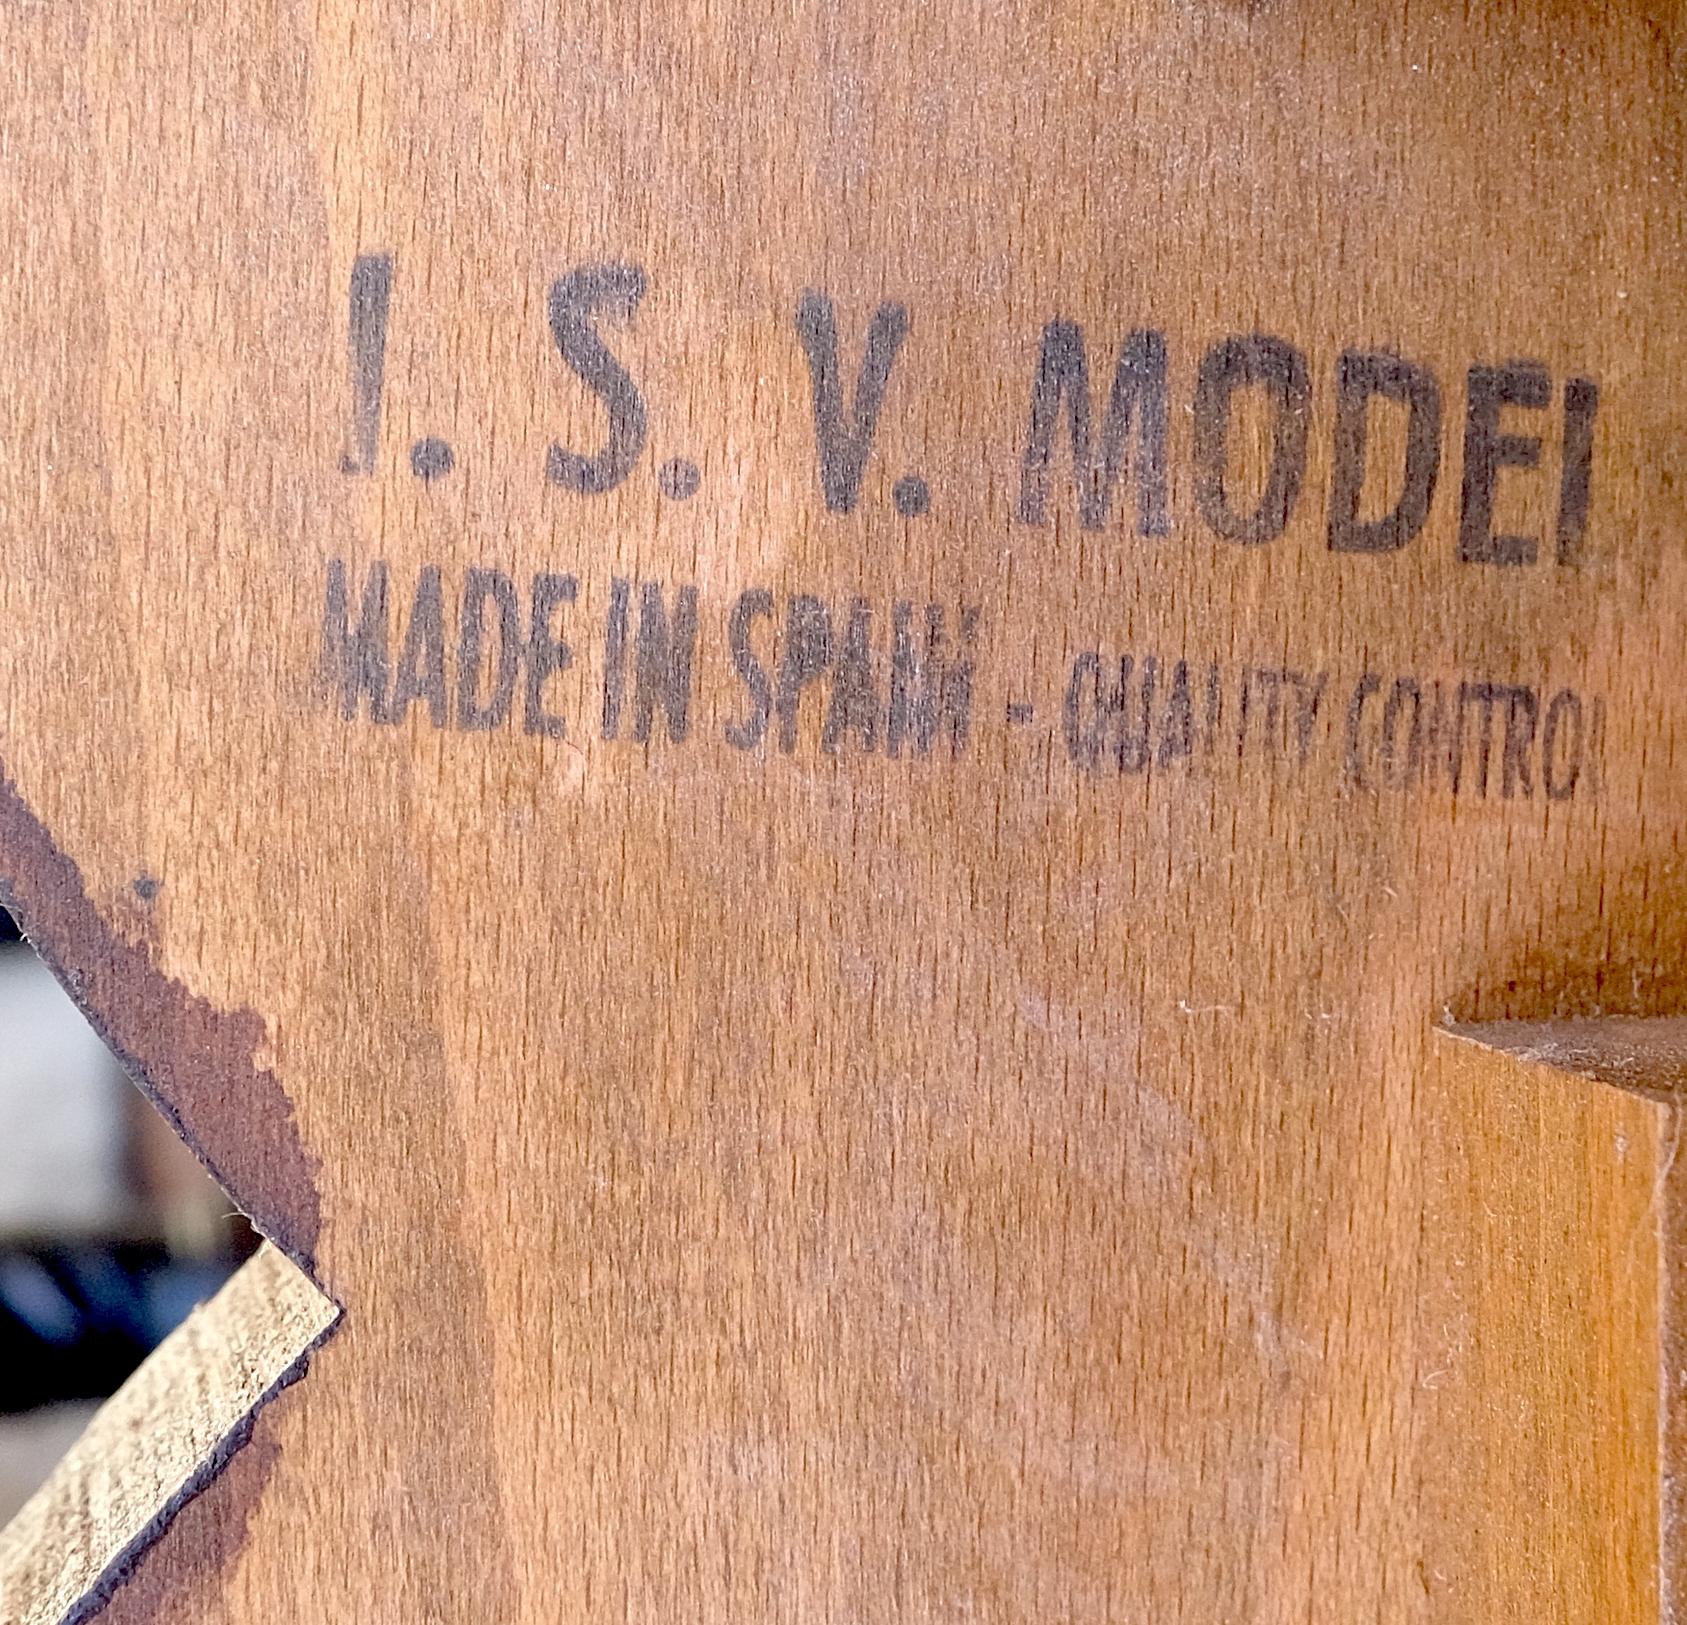 J. S. V. MODEL
MADE IN SPAIN - QUALITY CONTROL